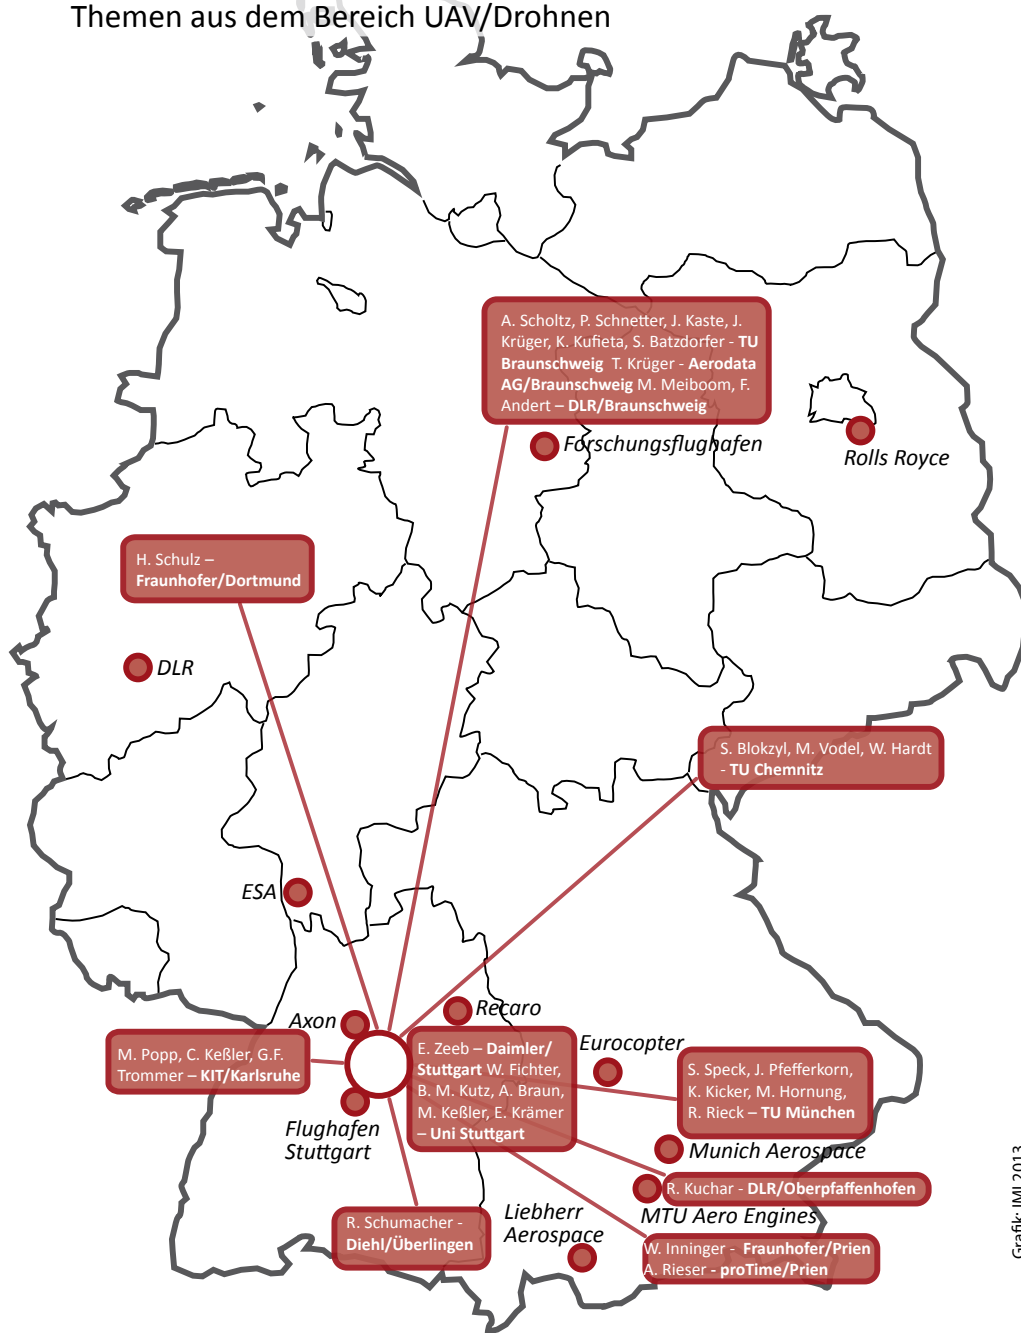 Themen aus dem Bereich UAV/Drohnen
A. Scholtz, P. Schnetter, J. Kaste, J.
Krüger, K. Kufieta, S. Batzdorfer - TU
Braunschweig T. Krüger - Aerodata
AG/Braunschweig M. Meiboom, F.
Andert – DLR/Braunschweig
Forschungsflughafen
Rolls Royce
H. Schulz –
Fraunhofer/Dortmund
DLR
S. Blokzyl, M. Vodel, W. Hardt
- TU Chemnitz
ESA
Axon
Recaro
M. Popp, C. Keßler, G.F.
Trommer – KIT/Karlsruhe
E. Zeeb – Daimler/
Stuttgart W. Fichter,
B. M. Kutz, A. Braun,
M. Keßler, E. Krämer
– Uni Stuttgart
Eurocopter
S. Speck, J. Pfefferkorn,
K. Kicker, M. Hornung,
R. Rieck – TU München
Flughafen
Stuttgart
Munich Aerospace
R. Kuchar - DLR/Oberpfaffenhofen
MTU Aero Engines
R. Schumacher -
Diehl/Überlingen
Liebherr
Aerospace
W. Inninger - Fraunhofer/Prien
A. Rieser - proTime/Prien
Grafik: IMI 2013